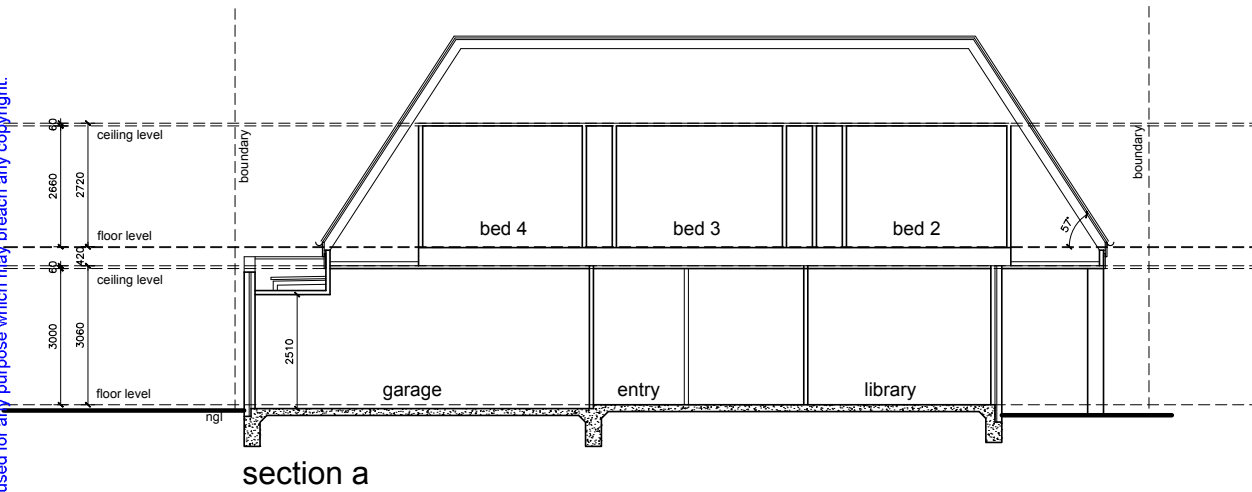 used for any purpose which may breach any copyright.
60
ceiling level
boundary
boundary
2660
2720
bed 4
bed 3
bed 2
57°
floor level
420
60
ceiling level
3000
3060
2510
floor level
garage
entry
library
ngl
section a